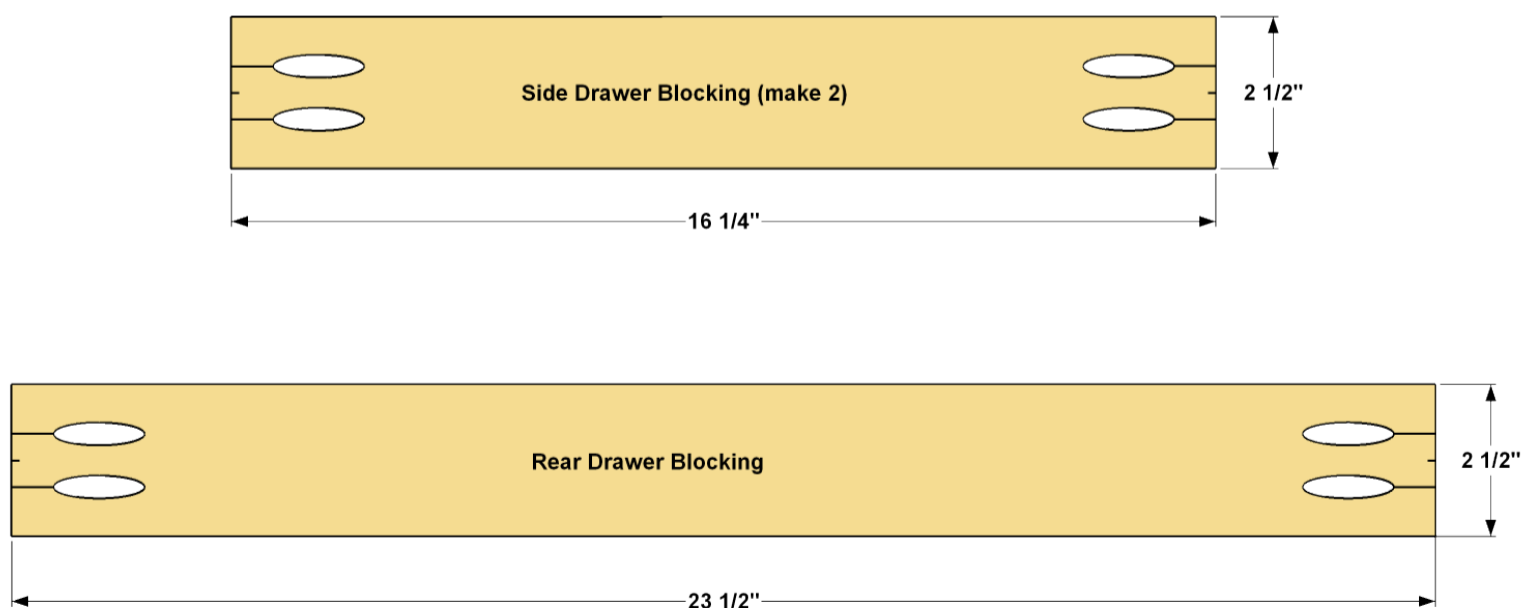 Side Drawer Blocking (make 2)
2 1/2"
16 1/4"
Rear Drawer Blocking
2 1/2"
23 1/2"